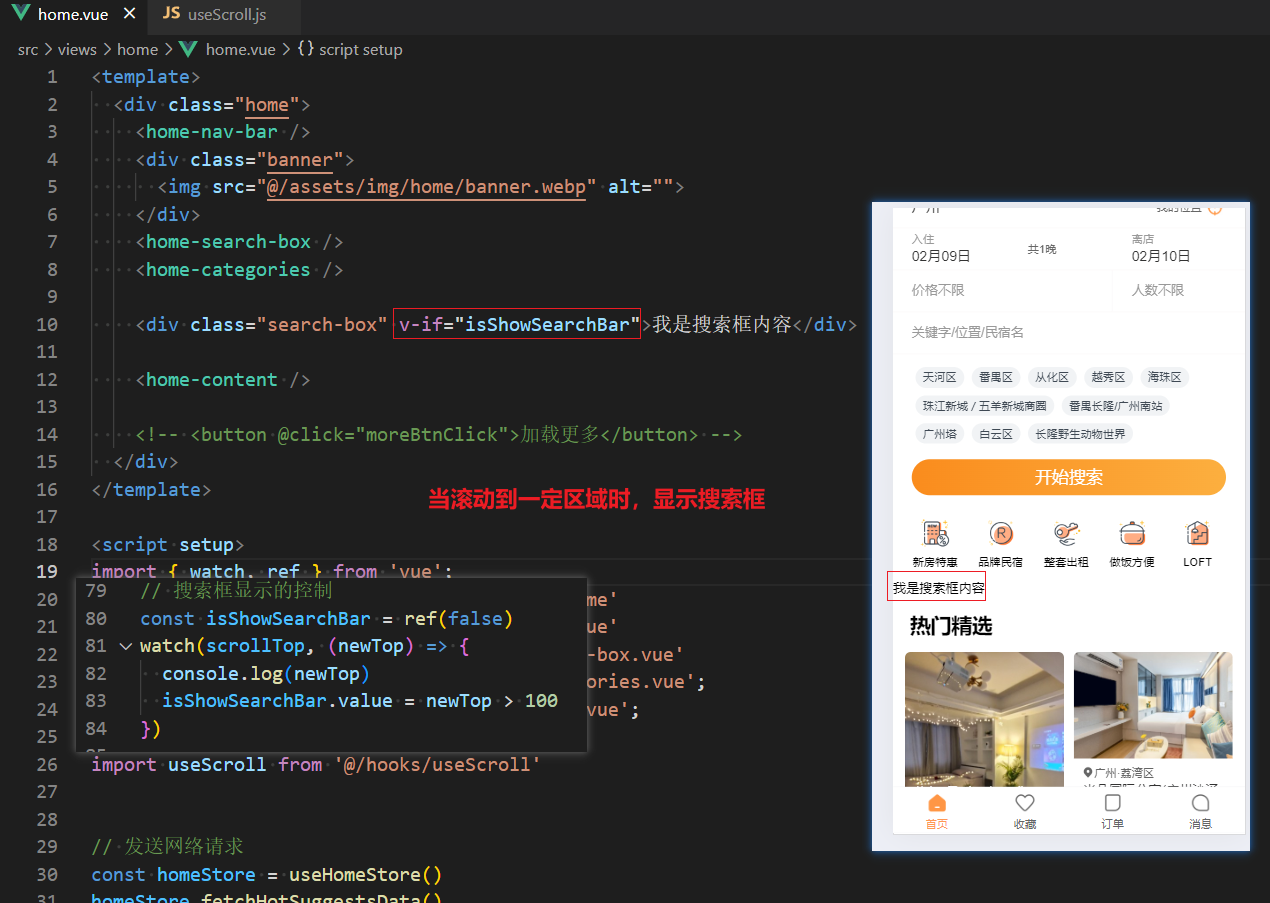 home.vue
JS useScroll.js
src > views > home > home.vue > {} script setup
1 <template>
2 <div class="home">
3 <home-nav-bar />
4 <div class="banner">
5 <img src="@/assets/img/home/banner.webp" alt="">
6 </div>
7 <home-search-box />
8 <home-categories />
9
10 <div class="search-box" v-if="isShowSearchBar">我是搜索框内容</div>
11
12 <home-content />
13
14 <!-- <button @click="moreBtnClick">加载更多</button> -->
15 </div>
16 </template>
17
当滚动到一定区域时，显示搜索框
18 <script setup>
19 import { watch, ref } from 'vue';
20 me'
21 ue'
22 -box.vue'
23 ories.vue';
24 vue';
25
79 // 搜索框显示的控制
80 const isShowSearchBar = ref(false)
81 watch(scrollTop, (newTop) => {
82 console.log(newTop)
83 isShowSearchBar.value = newTop > 100
84 })
26 import useScroll from '@/hooks/useScroll'
27
28
29 // 发送网络请求
30 const homeStore = useHomeStore()
31 homeStore.fetchHotSuggestsData()
广州 我的位置
入住 离店
02月09日 共1晚 02月10日
价格不限 人数不限
关键字/位置/民宿名
天河区 番禺区 从化区 越秀区 海珠区
珠江新城 / 五羊新城商圈 番禺长隆/广州南站
广州塔 白云区 长隆野生动物世界
开始搜索
新房特惠 品牌民宿 整套出租 做饭方便 LOFT
我是搜索框内容
热门精选
广州·荔湾区
首页 收藏 订单 消息